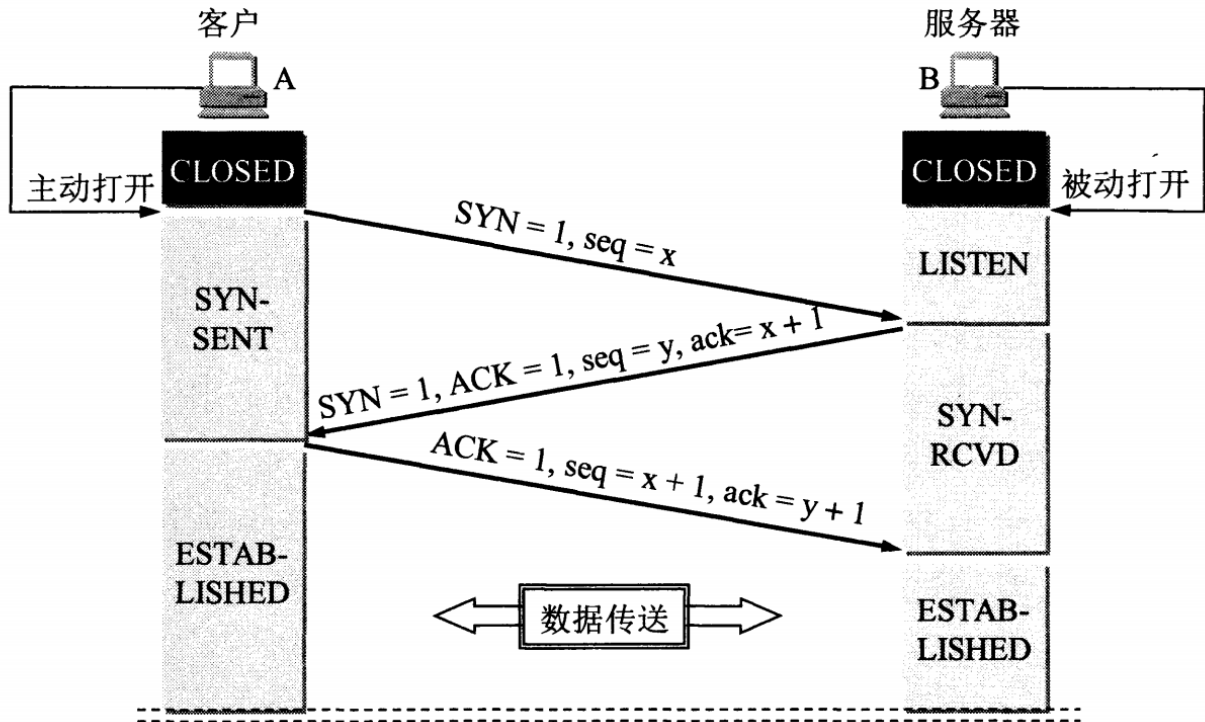 客户
服务器
A
B
CLOSED
CLOSED
主动打开
被动打开
SYN = 1, seq = x
LISTEN
SYN-
SENT
SYN = 1, ACK = 1, seq = y, ack= x + 1
SYN-
RCVD
ACK = 1, seq = x + 1, ack = y + 1
ESTAB-
LISHED
数据传送
ESTAB-
LISHED